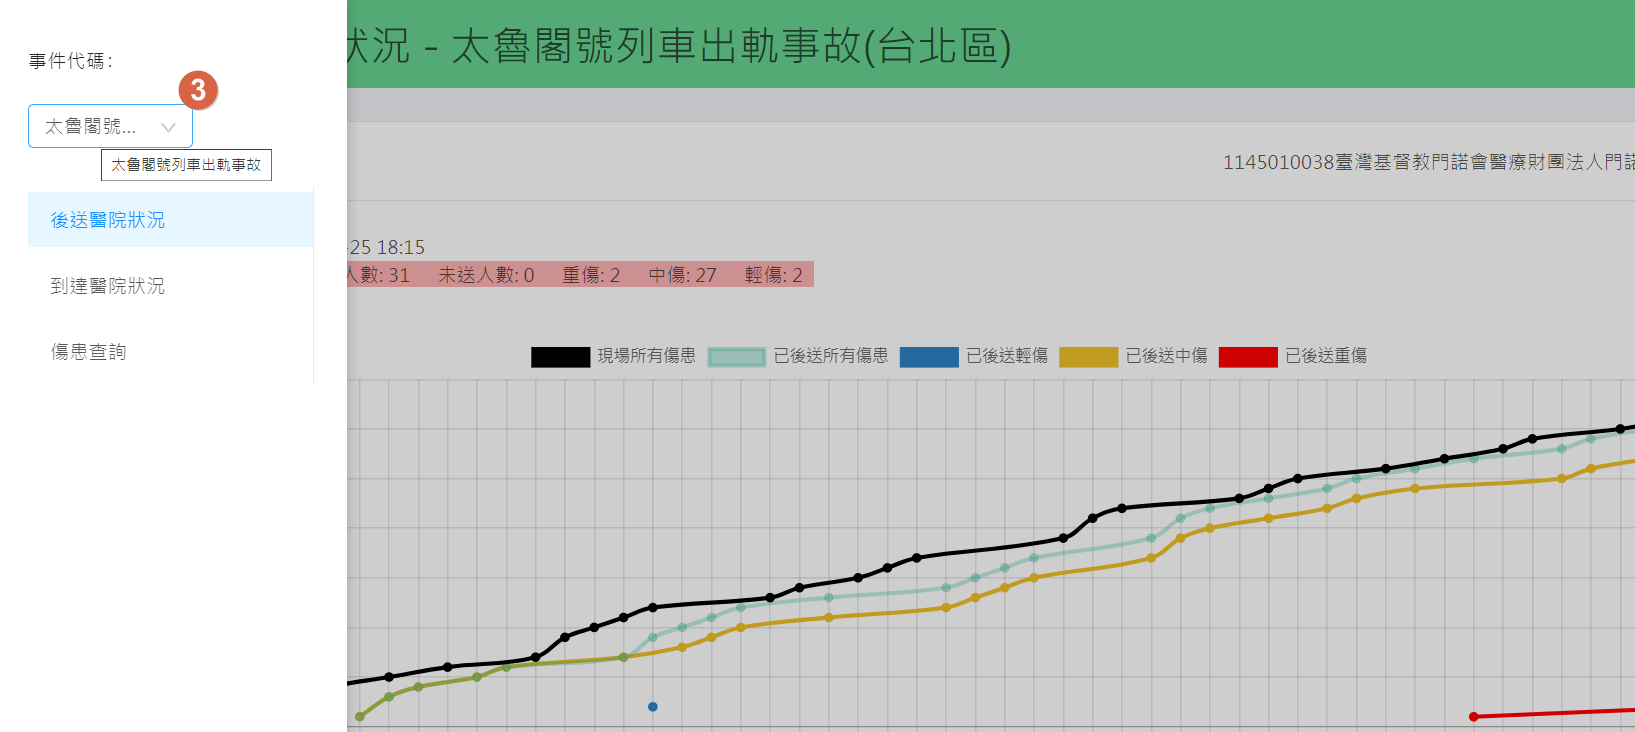 狀況 - 太魯閣號列車出軌事故(台北區)
事件代碼:
3
太魯閣號...
太魯閣號列車出軌事故
後送醫院狀況
到達醫院狀況
傷患查詢
1145010038臺灣基督教門諾會醫療財團法人門諾
-25 18:15
人數: 31 未送人數: 0 重傷: 2 中傷: 27 輕傷: 2
現場所有傷患 已後送所有傷患 已後送輕傷 已後送中傷 已後送重傷